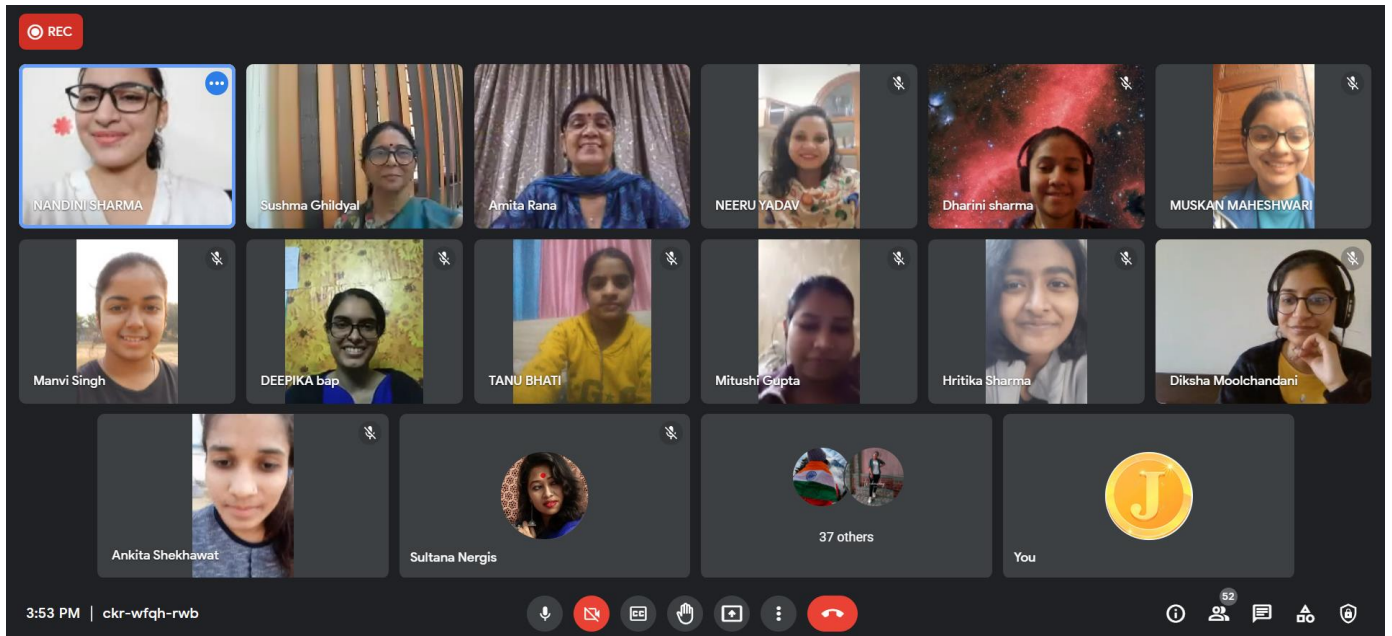 REC
NANDINI SHARMA
Sushma Ghildyal
Amita Rana
NEERU YADAV
Dharini sharma
MUSKAN MAHESHWARI
Manvi Singh
DEEPIKA bap
TANU BHATI
Mitushi Gupta
Hritika Sharma
Diksha Moolchandani
Ankita Shekhawat
Sultana Nergis
37 others
J
You
3:53 PM | ckr-wfqh-rwb
CC
52